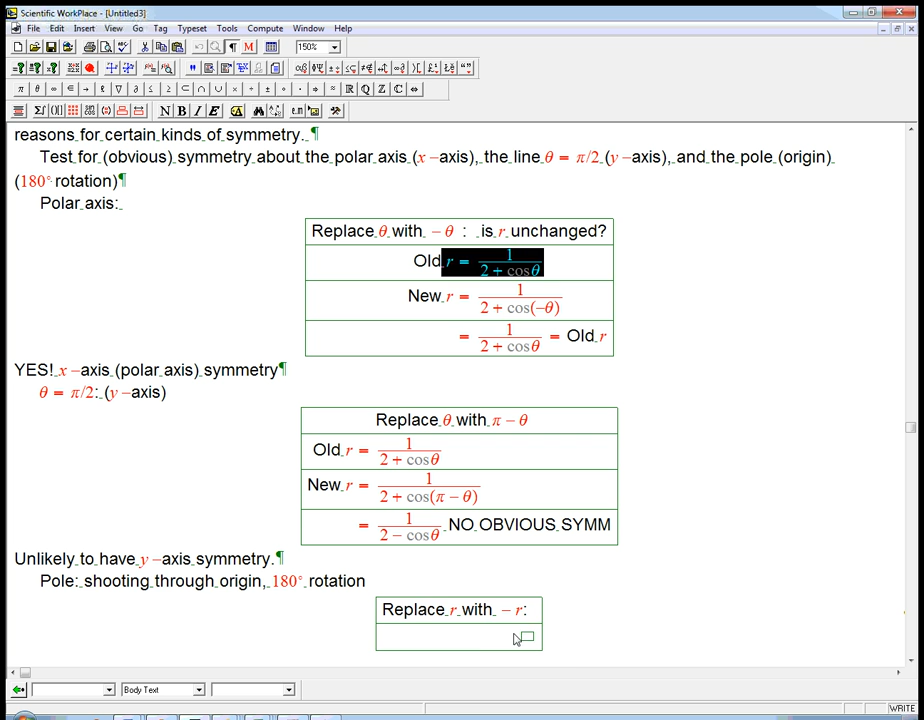 Scientific WorkPlace - [Untitled3]
File Edit Insert View Go Tag Typeset Tools Compute Window Help
150%
reasons for certain kinds of symmetry. ¶
Test for (obvious) symmetry about the polar axis (x −axis), the line θ = π/2 (y −axis), and the pole (origin)
(180° rotation)¶
Polar axis:
Replace θ with − θ : is r unchanged?
Old r = 1/(2 + cosθ)
New r = 1/(2 + cos(−θ))
= 1/(2 + cosθ) = Old r
YES! x −axis (polar axis) symmetry¶
θ = π/2: (y −axis)
Replace θ with π − θ
Old r = 1/(2 + cosθ)
New r = 1/(2 + cos(π − θ))
= 1/(2 − cosθ) NO OBVIOUS SYMM
Unlikely to have y −axis symmetry.¶
Pole: shooting through origin, 180° rotation
Replace r with − r:
Body Text
WRITE